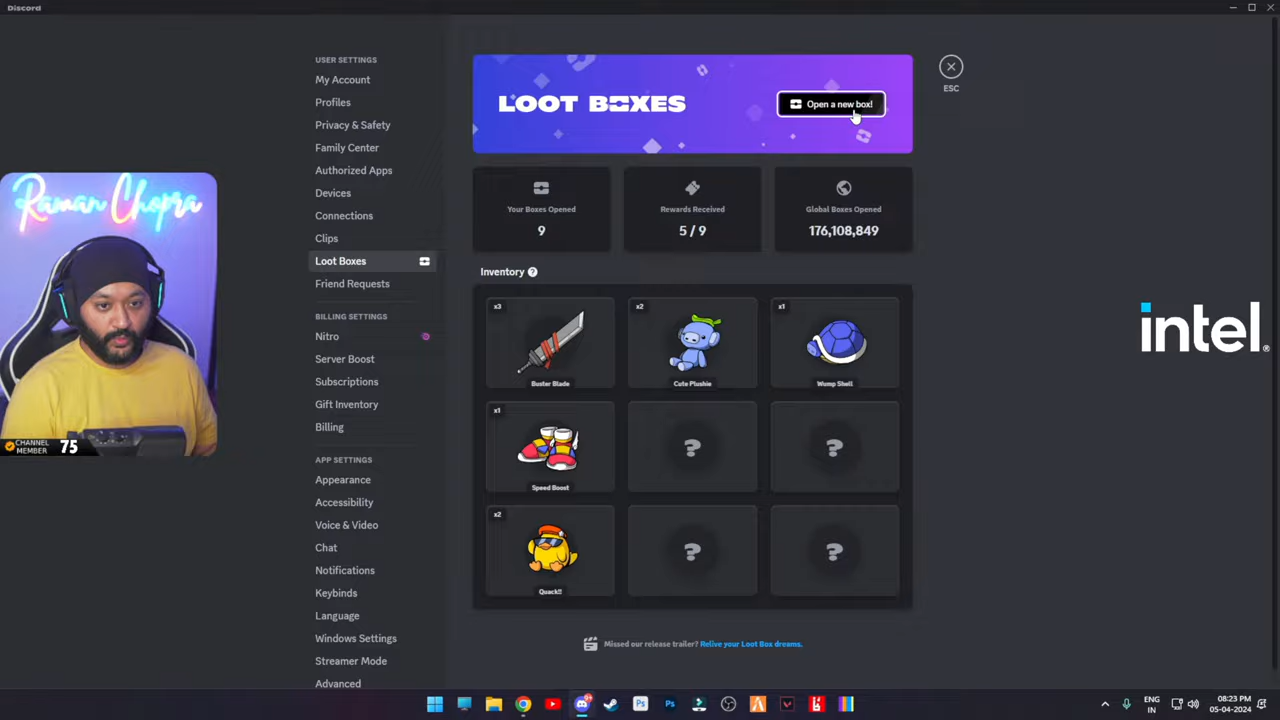 Discord
USER SETTINGS
My Account
Profiles
Privacy & Safety
Family Center
Authorized Apps
Devices
Connections
Clips
Loot Boxes
Friend Requests
BILLING SETTINGS
Nitro
Server Boost
Subscriptions
Gift Inventory
Billing
APP SETTINGS
Appearance
Accessibility
Voice & Video
Chat
Notifications
Keybinds
Language
Windows Settings
Streamer Mode
Advanced
LOOT BOXES
Open a new box!
ESC
Your Boxes Opened
9
Rewards Received
5 / 9
Global Boxes Opened
176,108,849
Inventory ?
x3
Buster Blade
x2
Cute Plushie
x1
Wump Shell
x1
Speed Boost
?
?
x2
Quack!!
?
?
Missed our release trailer? Relive your Loot Box dreams.
Raman Chopra
CHANNEL
MEMBER
75
intel.
Ps
Ps
ENG
IN
08:23 PM
05-04-2024